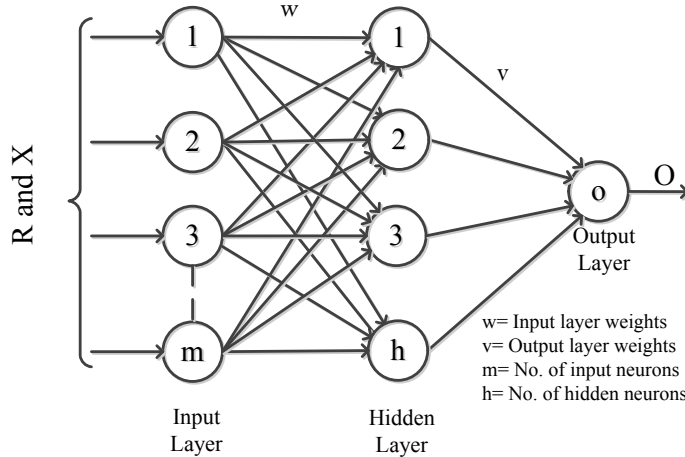 w
v
R and X
1
2
3
m
1
2
3
h
o
O
Output
Layer
w= Input layer weights
v= Output layer weights
m= No. of input neurons
h= No. of hidden neurons
Input
Layer
Hidden
Layer